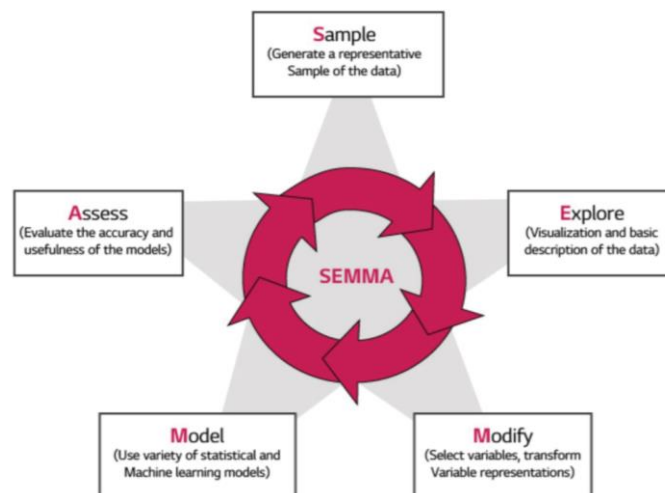 Sample
(Generate a representative
Sample of the data)
Assess
(Evaluate the accuracy and
usefulness of the models)
Explore
(Visualization and basic
description of the data)
SEMMA
Model
(Use variety of statistical and
Machine learning models)
Modify
(Select variables, transform
Variable representations)